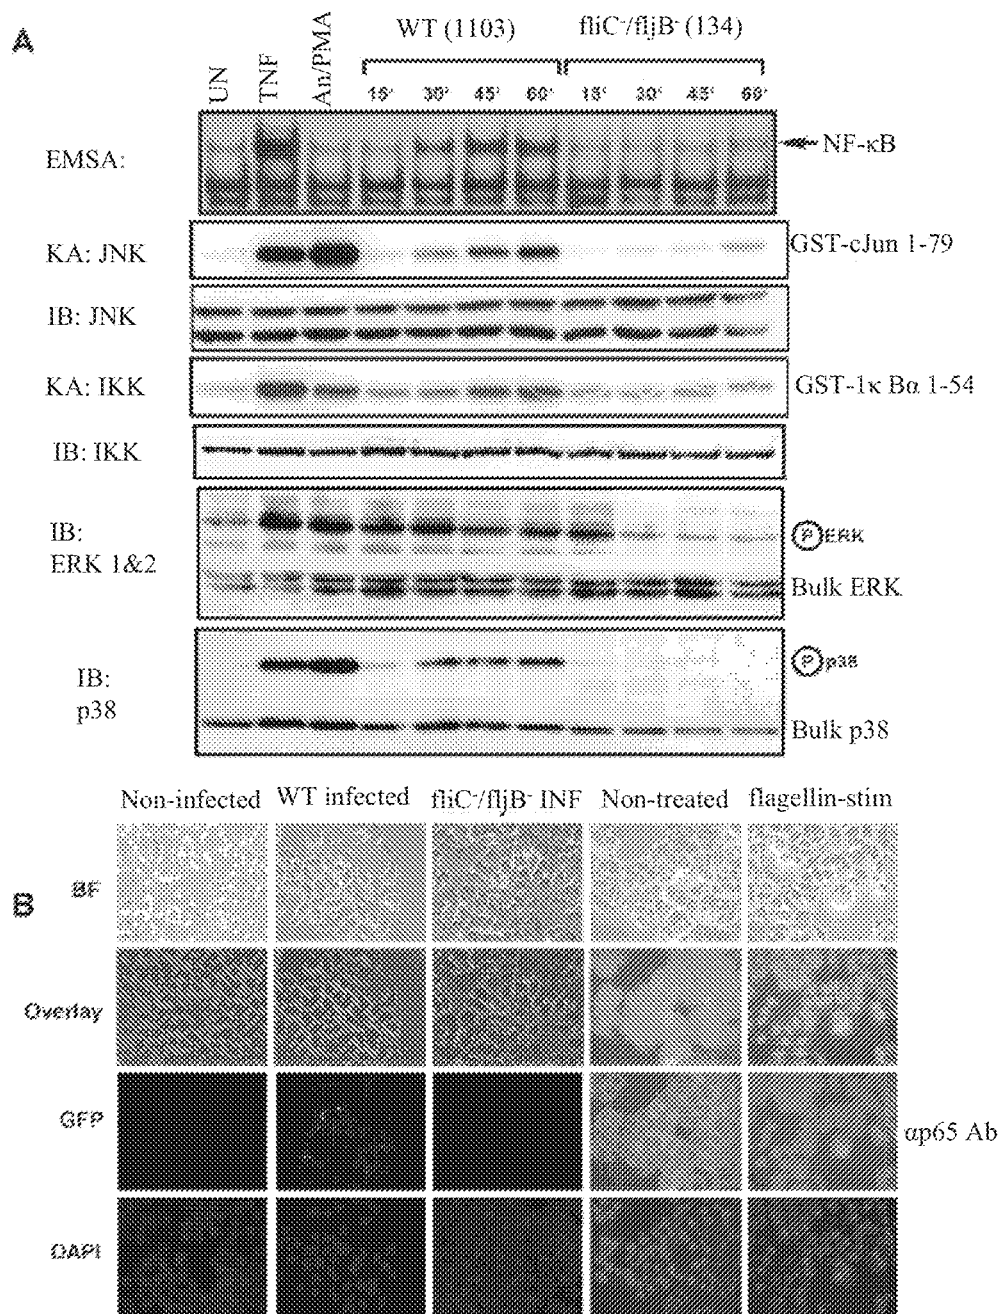 A
UN
TNF
An/PMA
WT (1103)
fliC⁻/fljB⁻ (134)
15' 30' 45' 60' 15' 30' 45' 60'
EMSA:
NF-κB
KA: JNK
GST-cJun 1-79
IB: JNK
KA: IKK
GST-1κ Bα 1-54
IB: IKK
IB:
ERK 1&2
P ERK
Bulk ERK
IB:
p38
P p38
Bulk p38
B
Non-infected WT infected fliC⁻/fljB⁻ INF Non-treated flagellin-stim
BF
Overlay
GFP
αp65 Ab
DAPI